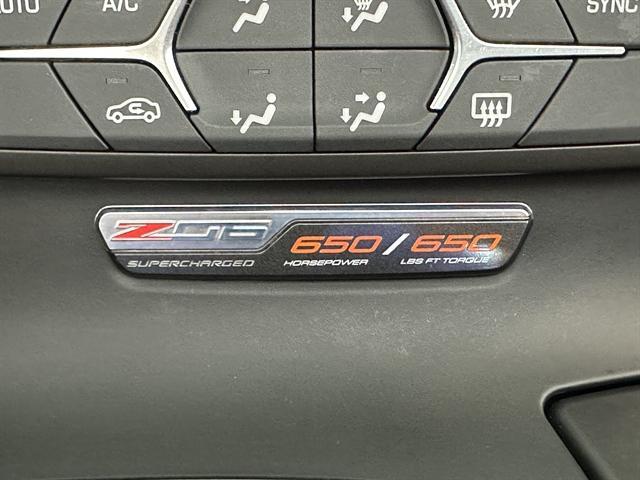 AUTO A/C SYNC
Z06 650 / 650
SUPERCHARGED HORSEPOWER LBS FT TORQUE